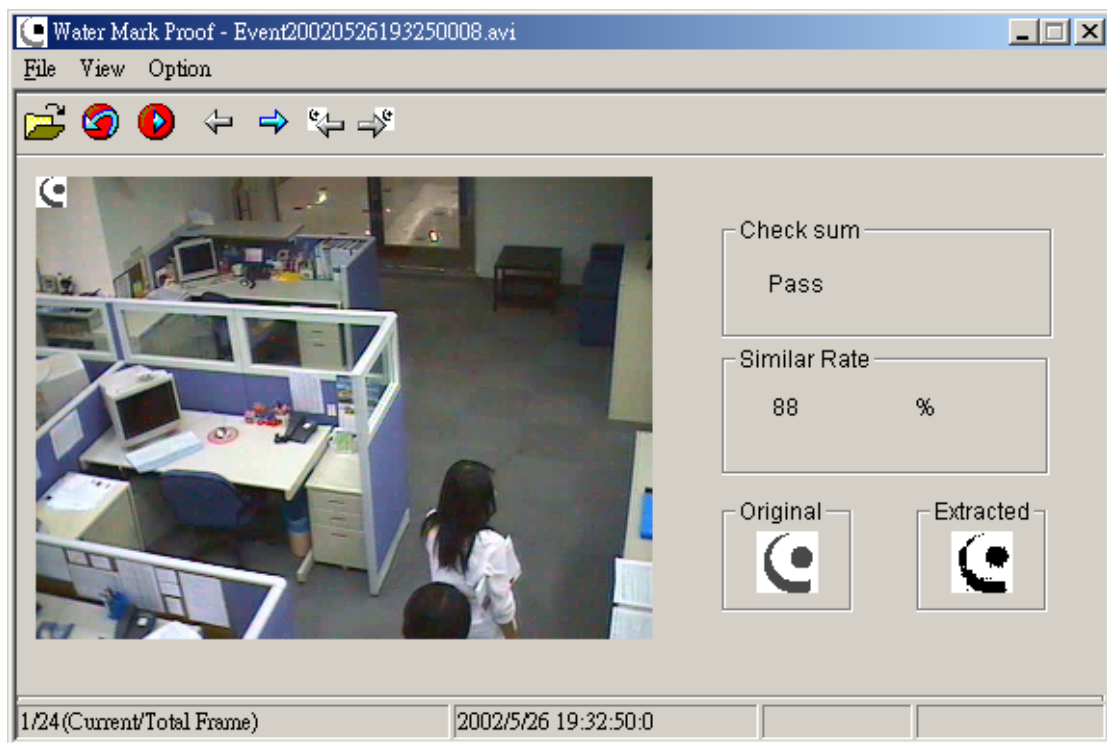 Water Mark Proof - Event20020526193250008.avi
File View Option
Check sum
Pass
Similar Rate
88 %
Original
Extracted
1/24(Current/Total Frame)
2002/5/26 19:32:50:0